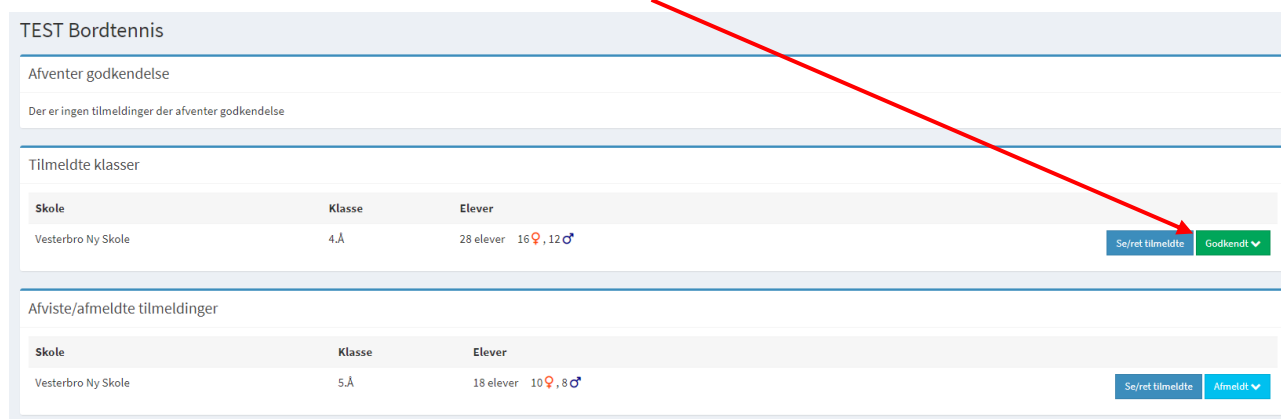 TEST Bordtennis
Afventer godkendelse
Der er ingen tilmeldinger der afventer godkendelse
Tilmeldte klasser
Skole Klasse Elever
Vesterbro Ny Skole 4.Å 28 elever 16♀, 12♂ Se/ret tilmeldte Godkendt
Afviste/afmeldte tilmeldinger
Skole Klasse Elever
Vesterbro Ny Skole 5.Å 18 elever 10♀, 8♂ Se/ret tilmeldte Afmeldt